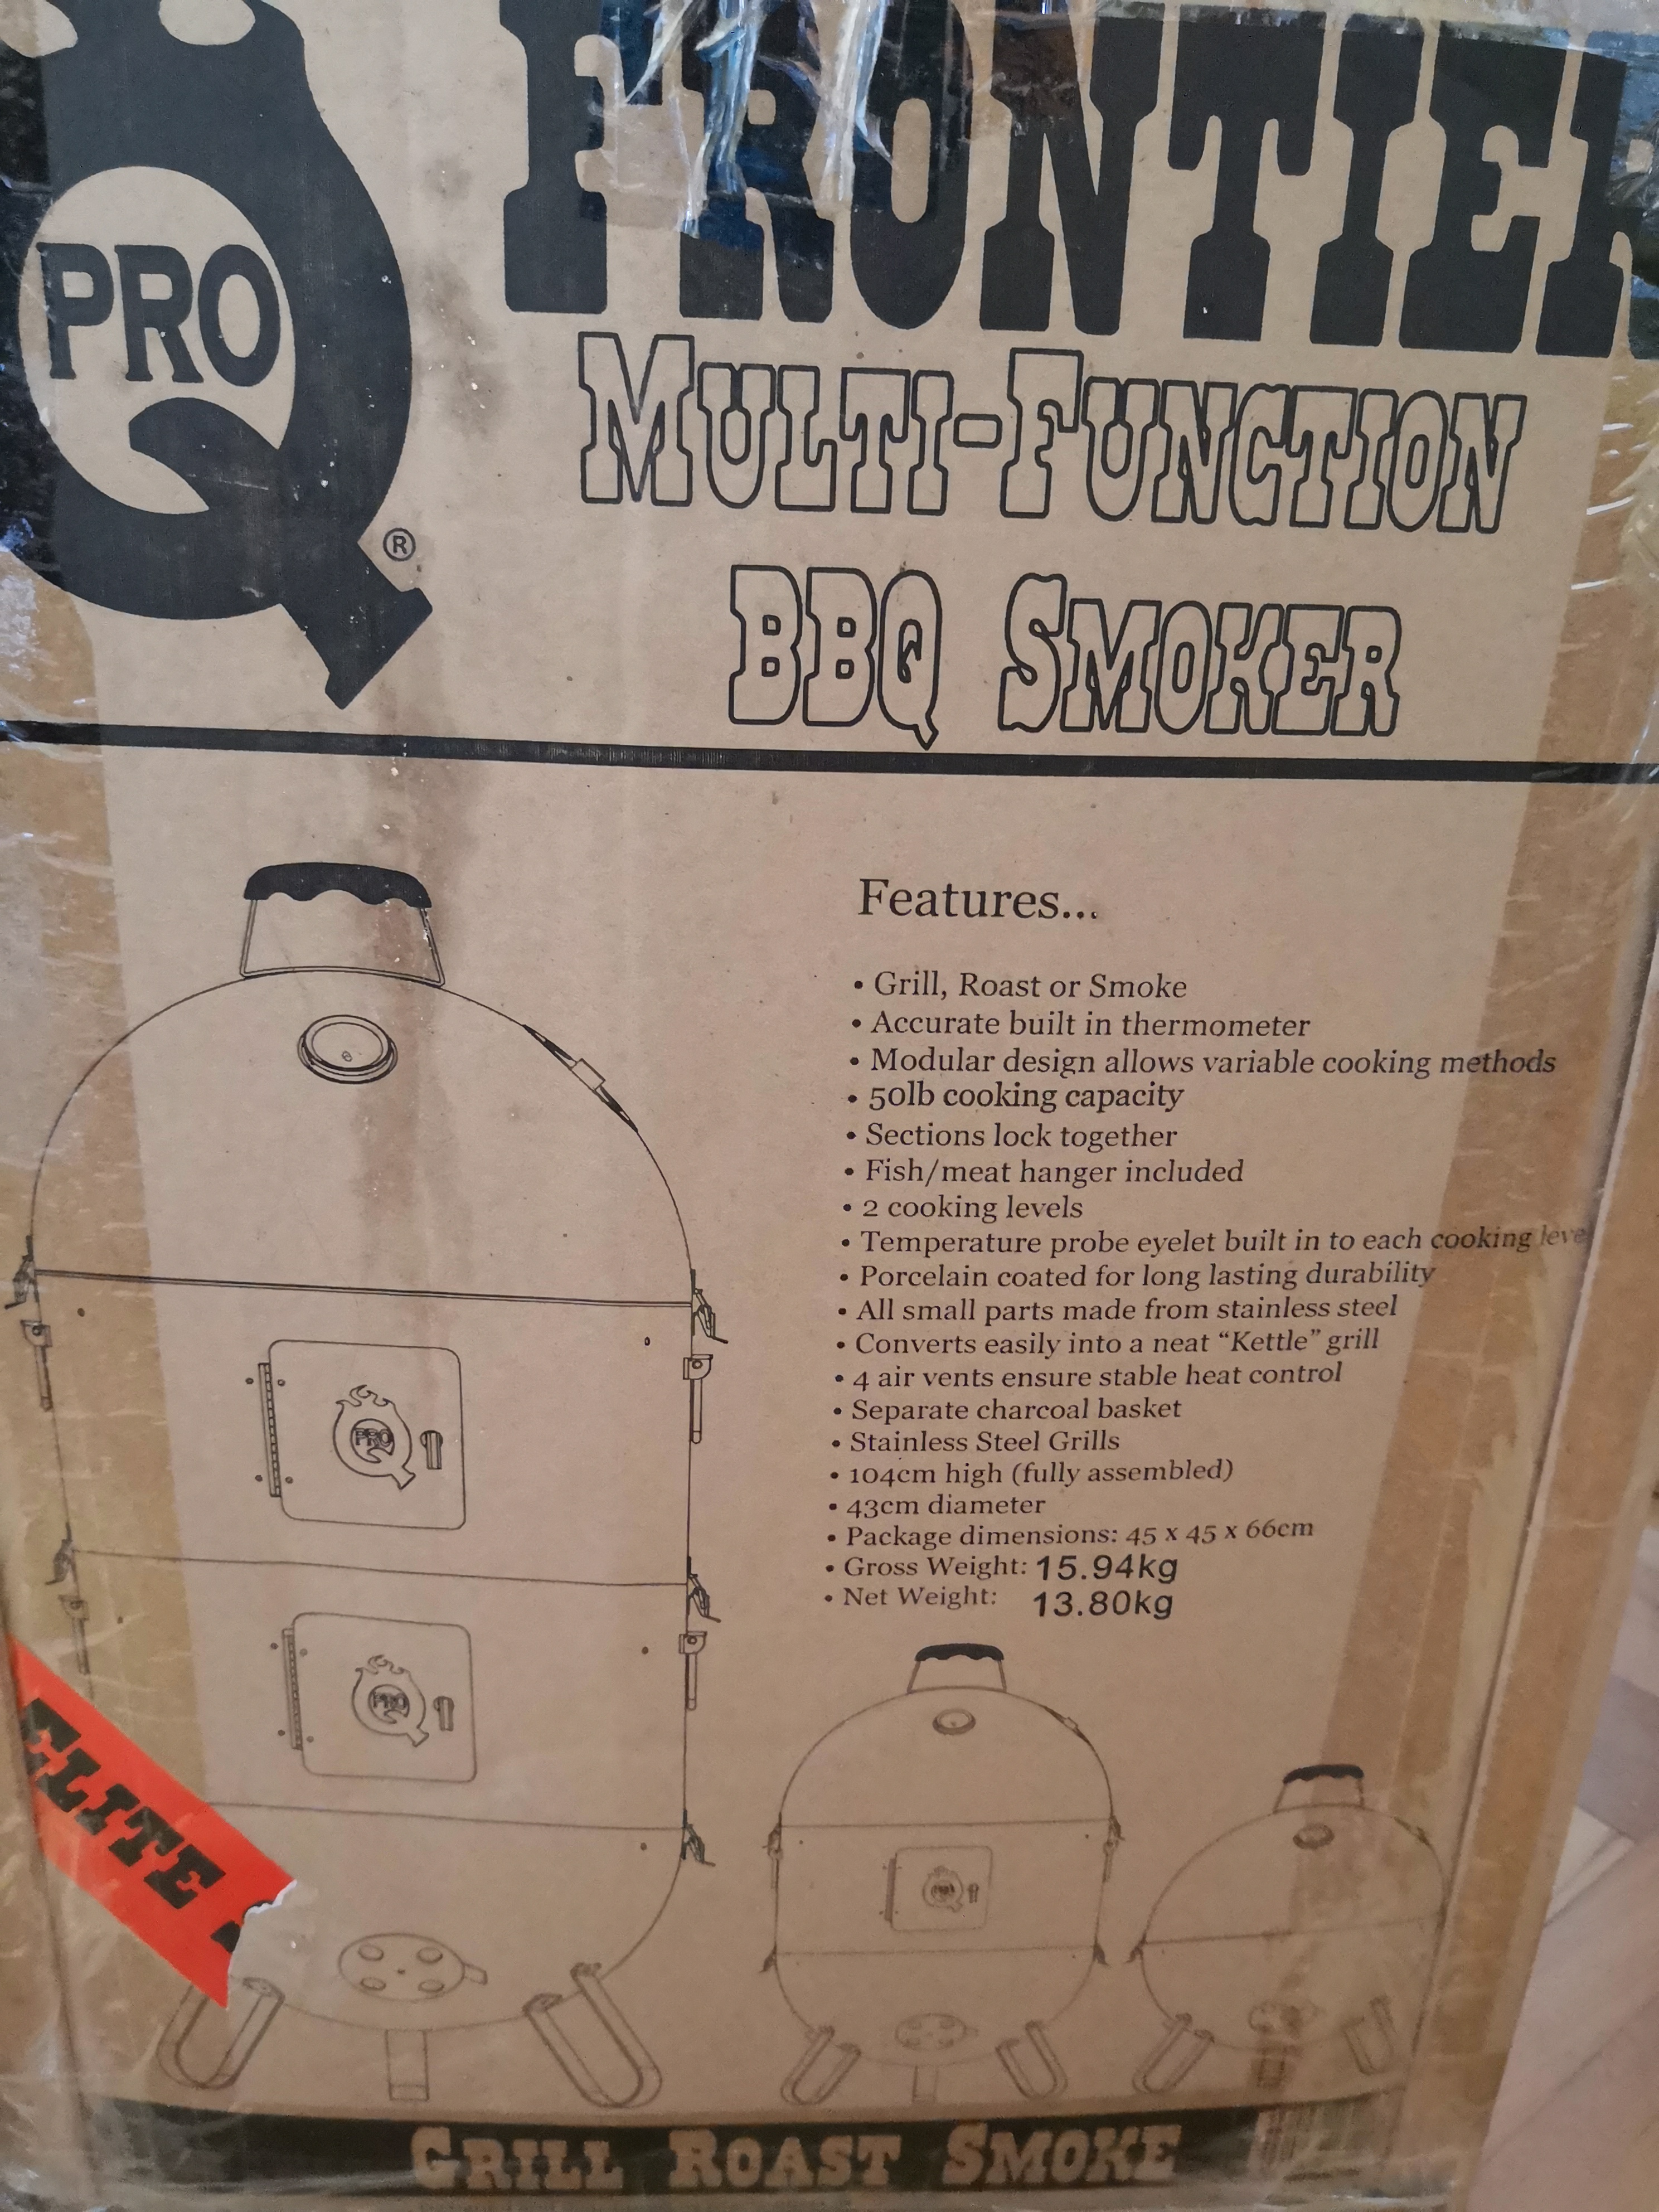 PRO
®
FRONTIER
MULTI-FUNCTION
BBQ SMOKER
Features...
• Grill, Roast or Smoke
• Accurate built in thermometer
• Modular design allows variable cooking methods
• 50lb cooking capacity
• Sections lock together
• Fish/meat hanger included
• 2 cooking levels
• Temperature probe eyelet built in to each cooking leve
• Porcelain coated for long lasting durability
• All small parts made from stainless steel
• Converts easily into a neat “Kettle” grill
• 4 air vents ensure stable heat control
• Separate charcoal basket
• Stainless Steel Grills
• 104cm high (fully assembled)
• 43cm diameter
• Package dimensions: 45 x 45 x 66cm
• Gross Weight: 15.94kg
• Net Weight: 13.80kg
PRO
PRO
PRO
ELITE
GRILL ROAST SMOKE